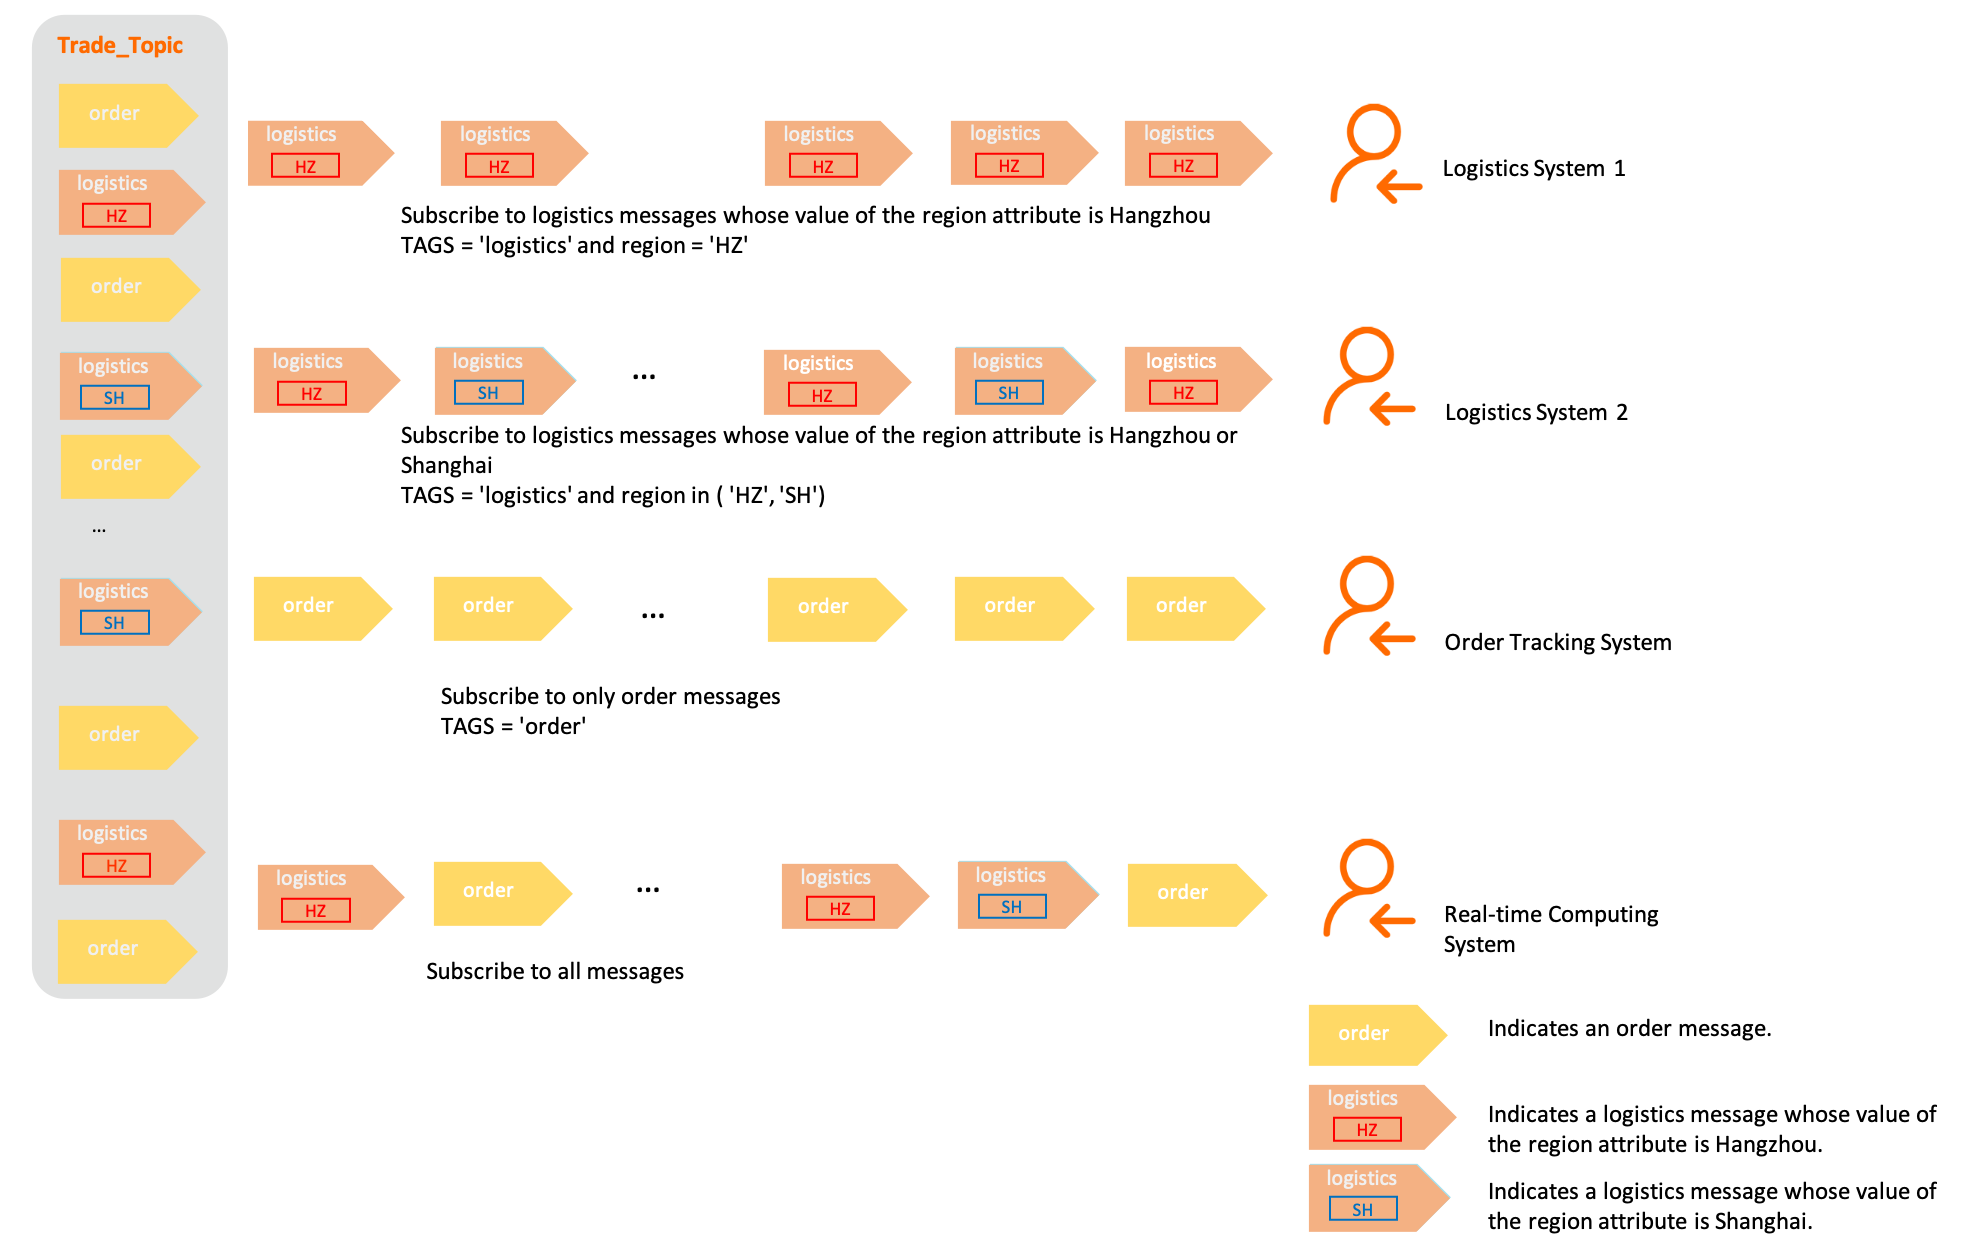 Trade_Topic
order
logistics
HZ
order
logistics
SH
order
...
logistics
SH
order
logistics
HZ
order
logistics
HZ
logistics
HZ
logistics
HZ
logistics
HZ
logistics
HZ
Logistics System 1
Subscribe to logistics messages whose value of the region attribute is Hangzhou
TAGS = 'logistics' and region = 'HZ'
logistics
HZ
logistics
SH
...
logistics
HZ
logistics
SH
logistics
HZ
Logistics System 2
Subscribe to logistics messages whose value of the region attribute is Hangzhou or
Shanghai
TAGS = 'logistics' and region in ( 'HZ', 'SH')
order
order
...
order
order
order
Order Tracking System
Subscribe to only order messages
TAGS = 'order'
logistics
HZ
order
...
logistics
HZ
logistics
SH
order
Real-time Computing
System
Subscribe to all messages
order
Indicates an order message.
logistics
HZ
Indicates a logistics message whose value of
the region attribute is Hangzhou.
logistics
SH
Indicates a logistics message whose value of
the region attribute is Shanghai.